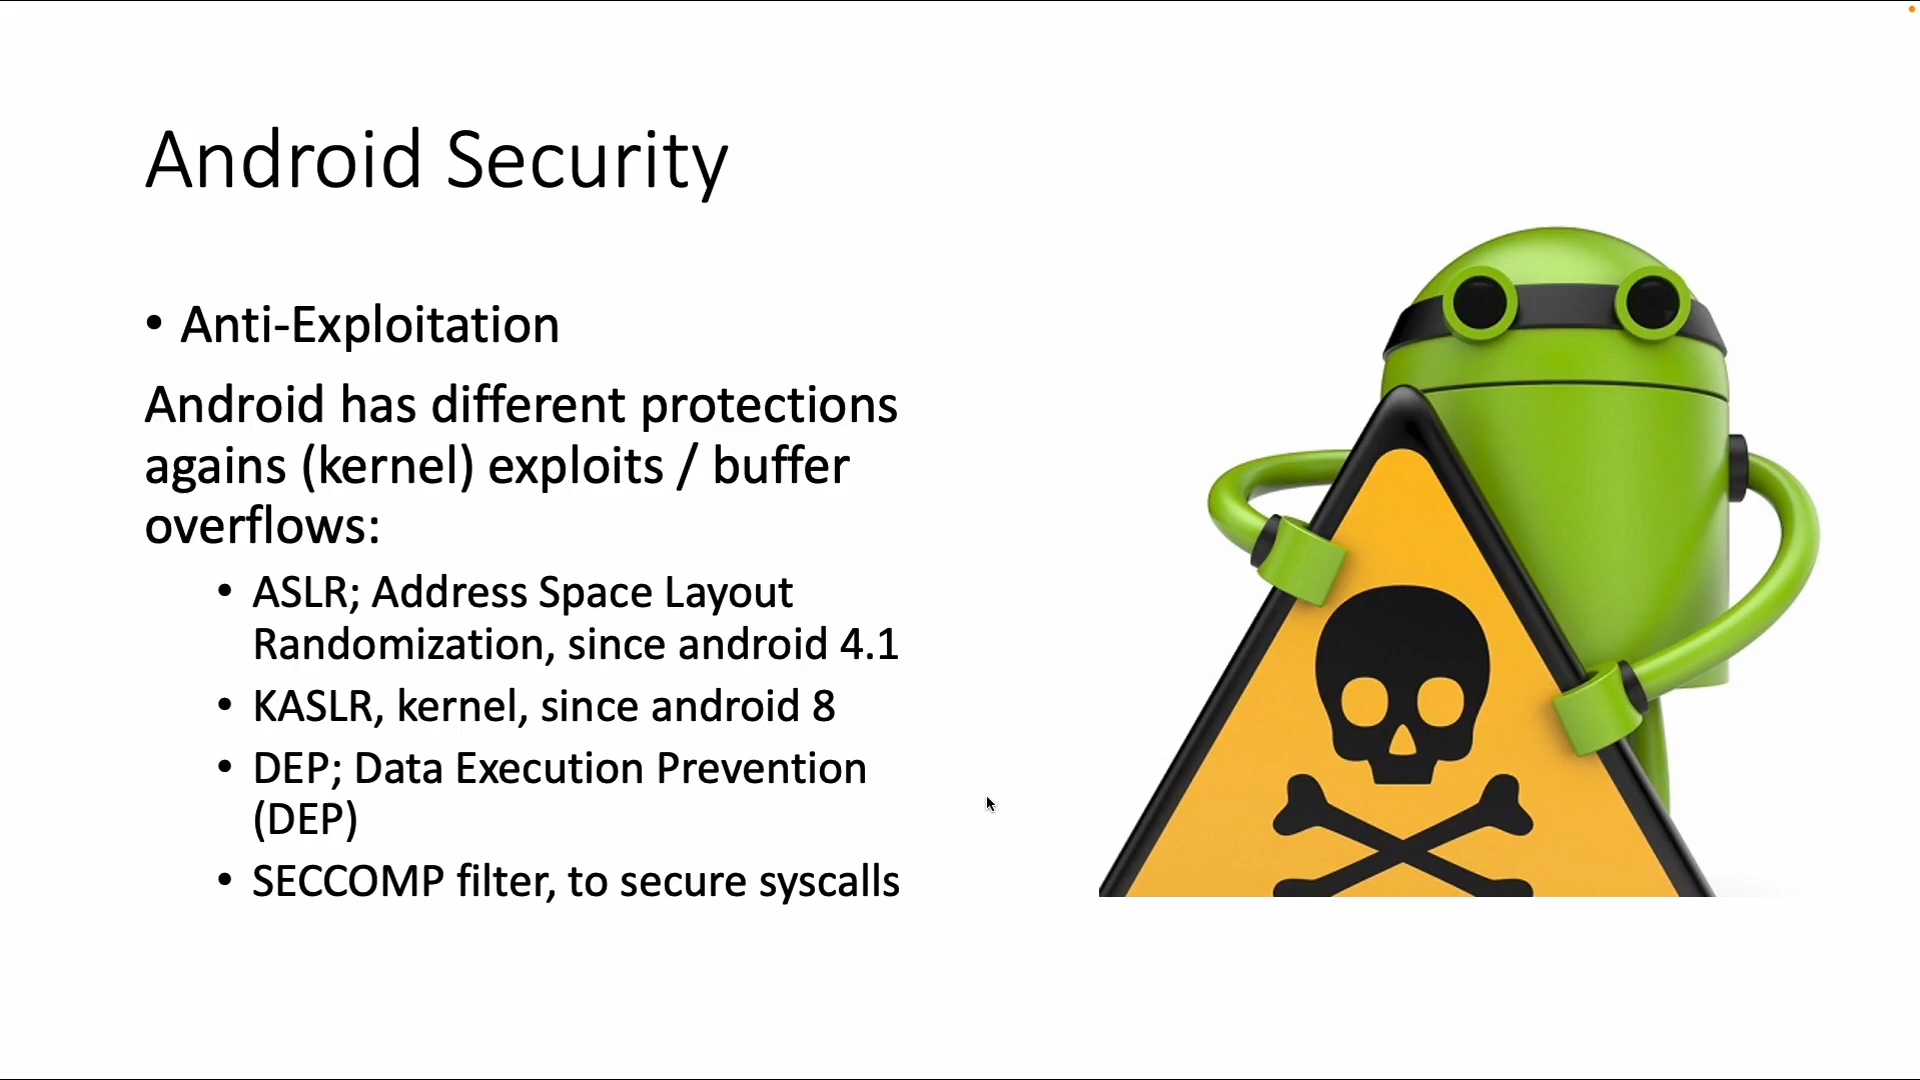 Android Security
• Anti-Exploitation
Android has different protections
agains (kernel) exploits / buffer
overflows:
• ASLR; Address Space Layout
Randomization, since android 4.1
• KASLR, kernel, since android 8
• DEP; Data Execution Prevention
(DEP)
• SECCOMP filter, to secure syscalls